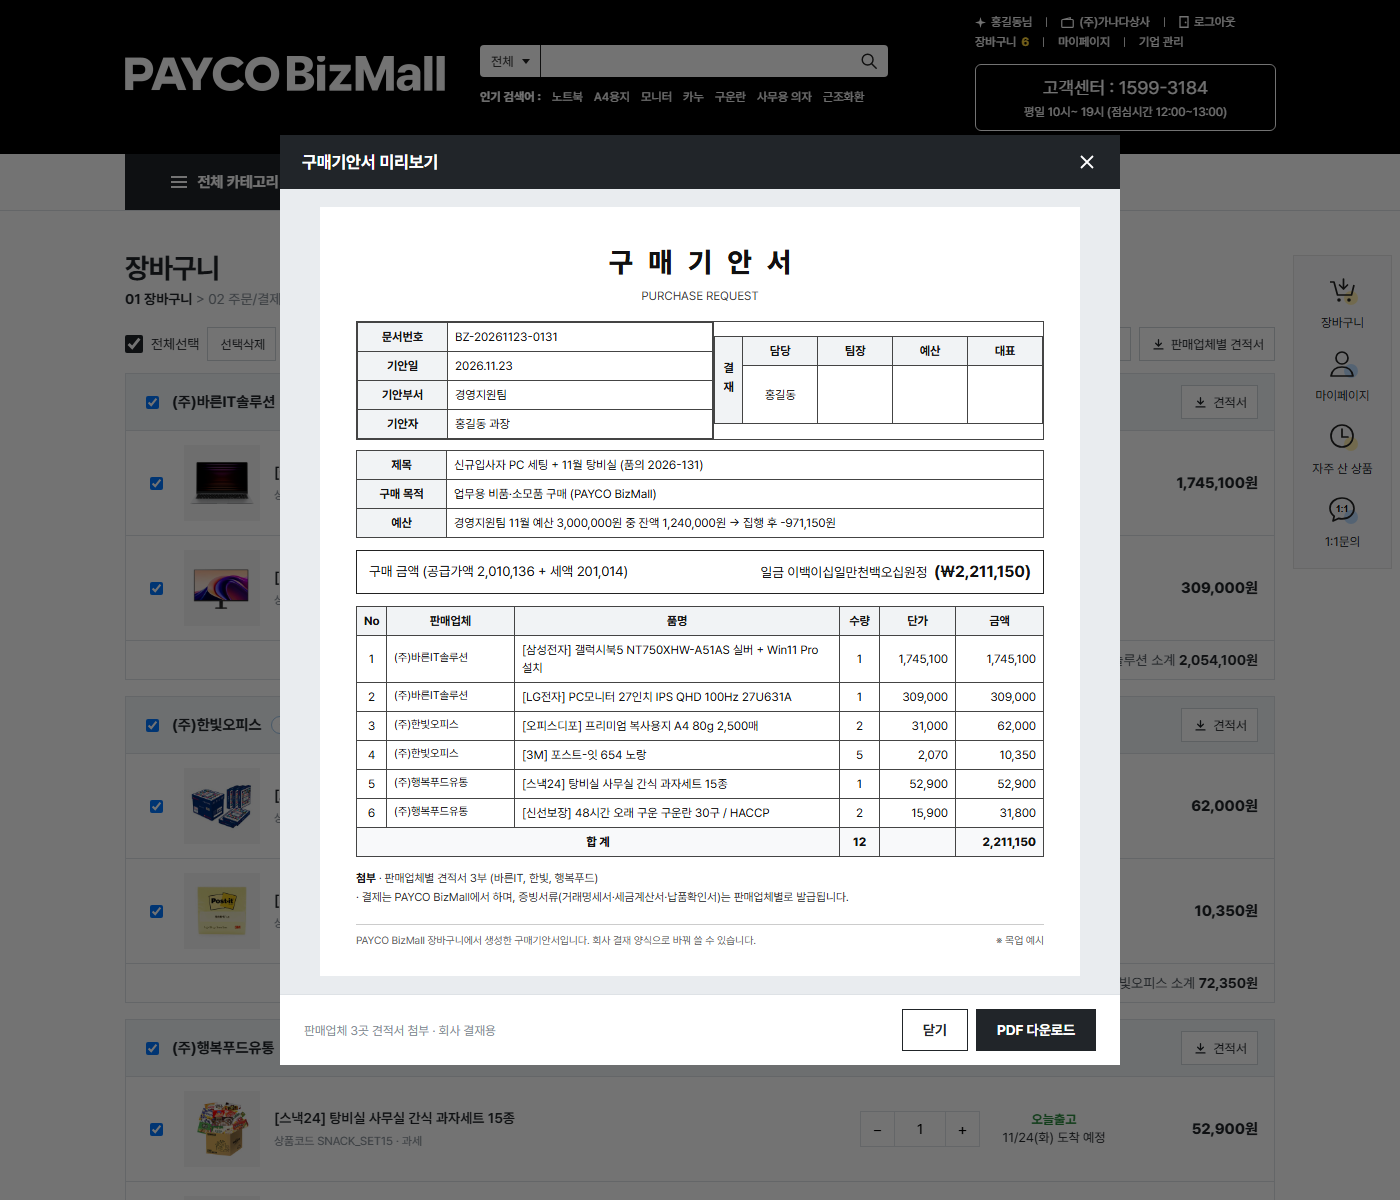 PAYCO BizMall
전체
인기 검색어 : 노트북 A4용지 모니터 카누 구운란 사무용 의자 근조화환
홍길동님 | (주)가나다상사 | 로그아웃
장바구니 6 | 마이페이지 | 기업 관리
고객센터 : 1599-3184
평일 10시~ 19시 (점심시간 12:00~13:00)
전체 카테고리
장바구니
01 장바구니 > 02 주문/결제
전체선택 선택삭제
판매업체별 견적서
(주)바른IT솔루션
견적서
1,745,100원
309,000원
솔루션 소계 2,054,100원
(주)한빛오피스
견적서
62,000원
10,350원
빛오피스 소계 72,350원
(주)행복푸드유통
견적서
[스낵24] 탕비실 사무실 간식 과자세트 15종
상품코드 SNACK_SET15 · 과세
− 1 +
오늘출고
11/24(화) 도착 예정
52,900원
장바구니
마이페이지
자주 산 상품
1:1
1:1문의
구매기안서 미리보기
구 매 기 안 서
PURCHASE REQUEST
문서번호 BZ-20261123-0131
기안일 2026.11.23
기안부서 경영지원팀
기안자 홍길동 과장
결재 담당 팀장 예산 대표
홍길동
제목 신규입사자 PC 세팅 + 11월 탕비실 (품의 2026-131)
구매 목적 업무용 비품·소모품 구매 (PAYCO BizMall)
예산 경영지원팀 11월 예산 3,000,000원 중 잔액 1,240,000원 → 집행 후 -971,150원
구매 금액 (공급가액 2,010,136 + 세액 201,014) 일금 이백이십일만천백오십원정 (₩2,211,150)
No 판매업체 품명 수량 단가 금액
1 (주)바른IT솔루션 [삼성전자] 갤럭시북5 NT750XHW-A51AS 실버 + Win11 Pro 설치 1 1,745,100 1,745,100
2 (주)바른IT솔루션 [LG전자] PC모니터 27인치 IPS QHD 100Hz 27U631A 1 309,000 309,000
3 (주)한빛오피스 [오피스디포] 프리미엄 복사용지 A4 80g 2,500매 2 31,000 62,000
4 (주)한빛오피스 [3M] 포스트-잇 654 노랑 5 2,070 10,350
5 (주)행복푸드유통 [스낵24] 탕비실 사무실 간식 과자세트 15종 1 52,900 52,900
6 (주)행복푸드유통 [신선보장] 48시간 오래 구운 구운란 30구 / HACCP 2 15,900 31,800
합 계 12 2,211,150
첨부 · 판매업체별 견적서 3부 (바른IT, 한빛, 행복푸드)
· 결제는 PAYCO BizMall에서 하며, 증빙서류(거래명세서·세금계산서·납품확인서)는 판매업체별로 발급됩니다.
PAYCO BizMall 장바구니에서 생성한 구매기안서입니다. 회사 결재 양식으로 바꿔 쓸 수 있습니다. ※ 목업 예시
판매업체 3곳 견적서 첨부 · 회사 결재용
닫기 PDF 다운로드